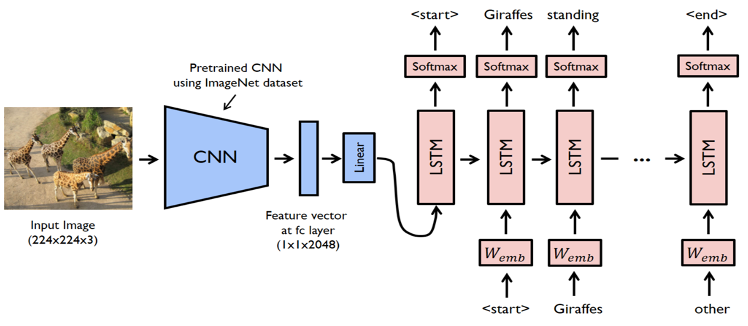 <start> Giraffes standing <end>
Softmax Softmax Softmax Softmax
Pretrained CNN
using ImageNet dataset
CNN
Linear
LSTM LSTM LSTM ... LSTM
Input Image
(224x224x3)
Feature vector
at fc layer
(1x1x2048)
W_emb W_emb W_emb
<start> Giraffes other